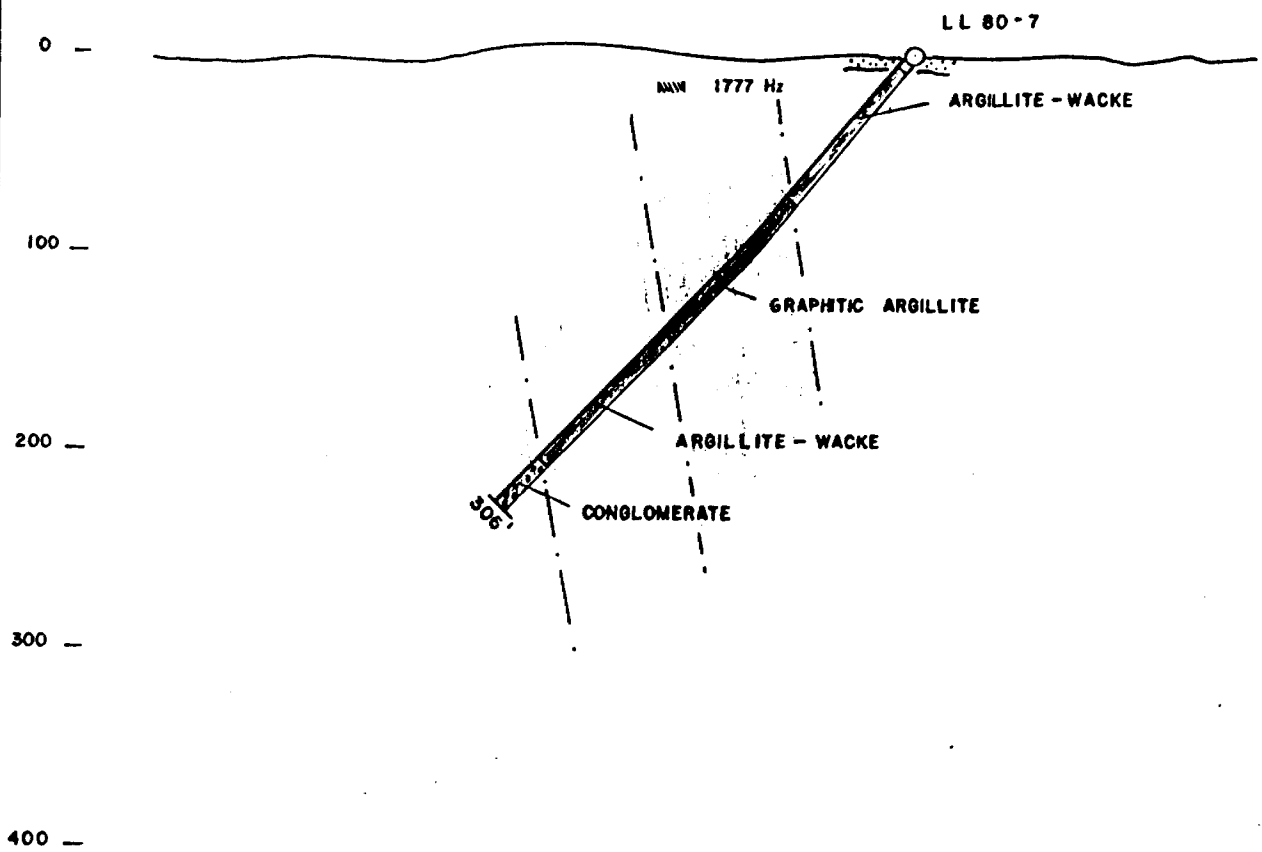 LL 80-7
0
1777 Hz
ARGILLITE - WACKE
100
GRAPHITIC ARGILLITE
200
ARGILLITE - WACKE
306'
CONGLOMERATE
300
400